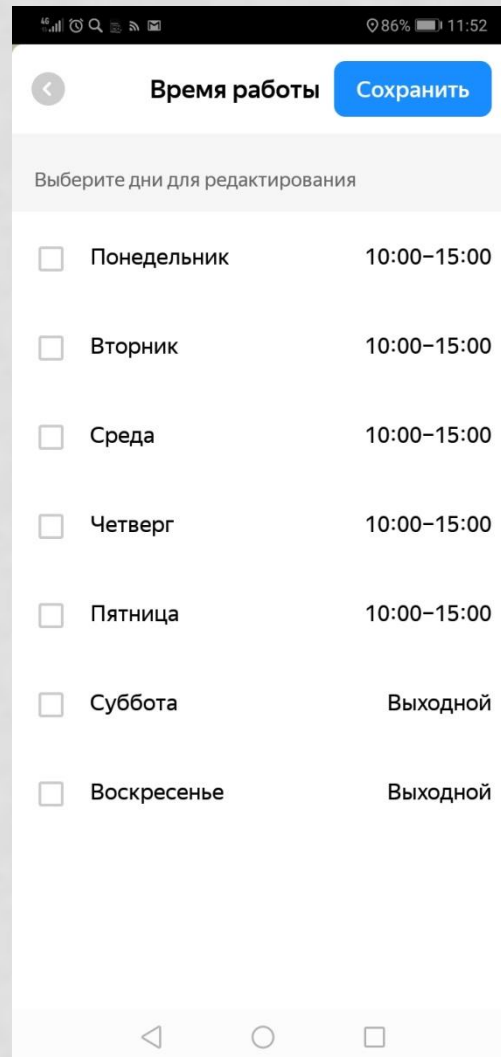 4G 86% 11:52
Время работы Сохранить
Выберите дни для редактирования
Понедельник 10:00–15:00
Вторник 10:00–15:00
Среда 10:00–15:00
Четверг 10:00–15:00
Пятница 10:00–15:00
Суббота Выходной
Воскресенье Выходной